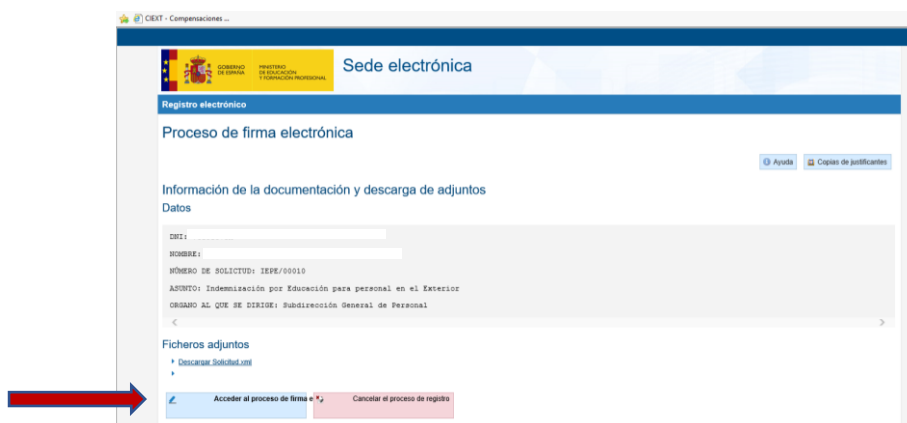 CIEXT - Compensaciones ...
GOBIERNO
DE ESPAÑA
MINISTERIO
DE EDUCACIÓN
Y FORMACIÓN PROFESIONAL
Sede electrónica
Registro electrónico
Proceso de firma electrónica
Ayuda
Copias de justificantes
Información de la documentación y descarga de adjuntos
Datos
DNI:
NOMBRE:
NÚMERO DE SOLICTUD: IEPE/00010
ASUNTO: Indemnización por Educación para personal en el Exterior
ORGANO AL QUE SE DIRIGE: Subdirección General de Personal
Ficheros adjuntos
Descargar Solicitud.xml
Acceder al proceso de firma e
Cancelar el proceso de registro